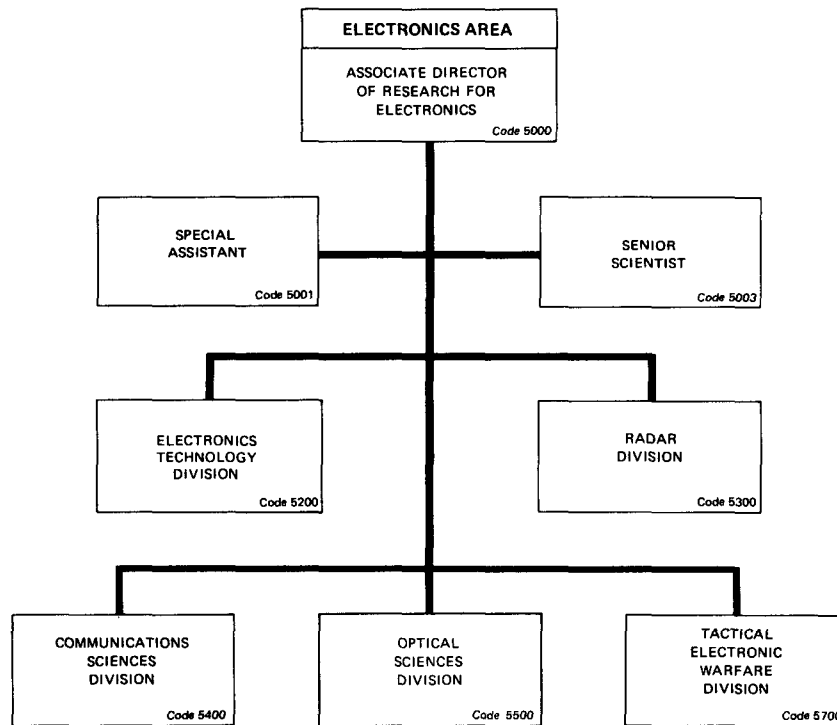 ELECTRONICS AREA
ASSOCIATE DIRECTOR
OF RESEARCH FOR
ELECTRONICS
Code 5000
SPECIAL
ASSISTANT
Code 5001
SENIOR
SCIENTIST
Code 5003
ELECTRONICS
TECHNOLOGY
DIVISION
Code 5200
RADAR
DIVISION
Code 5300
COMMUNICATIONS
SCIENCES
DIVISION
Code 5400
OPTICAL
SCIENCES
DIVISION
Code 5500
TACTICAL
ELECTRONIC
WARFARE
DIVISION
Code 5700